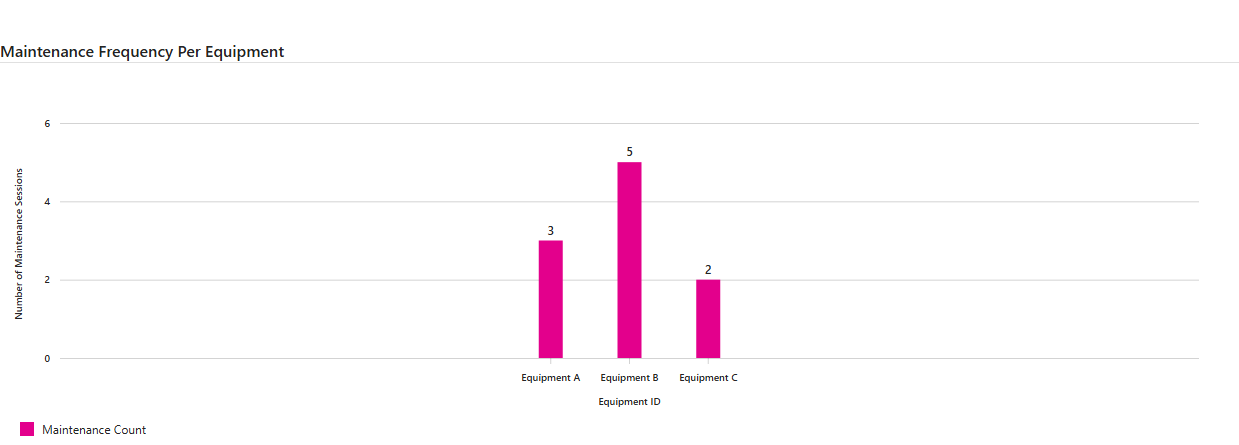 Maintenance Frequency Per Equipment
6
4
2
0
Number of Maintenance Sessions
3
5
2
Equipment A
Equipment B
Equipment C
Equipment ID
Maintenance Count